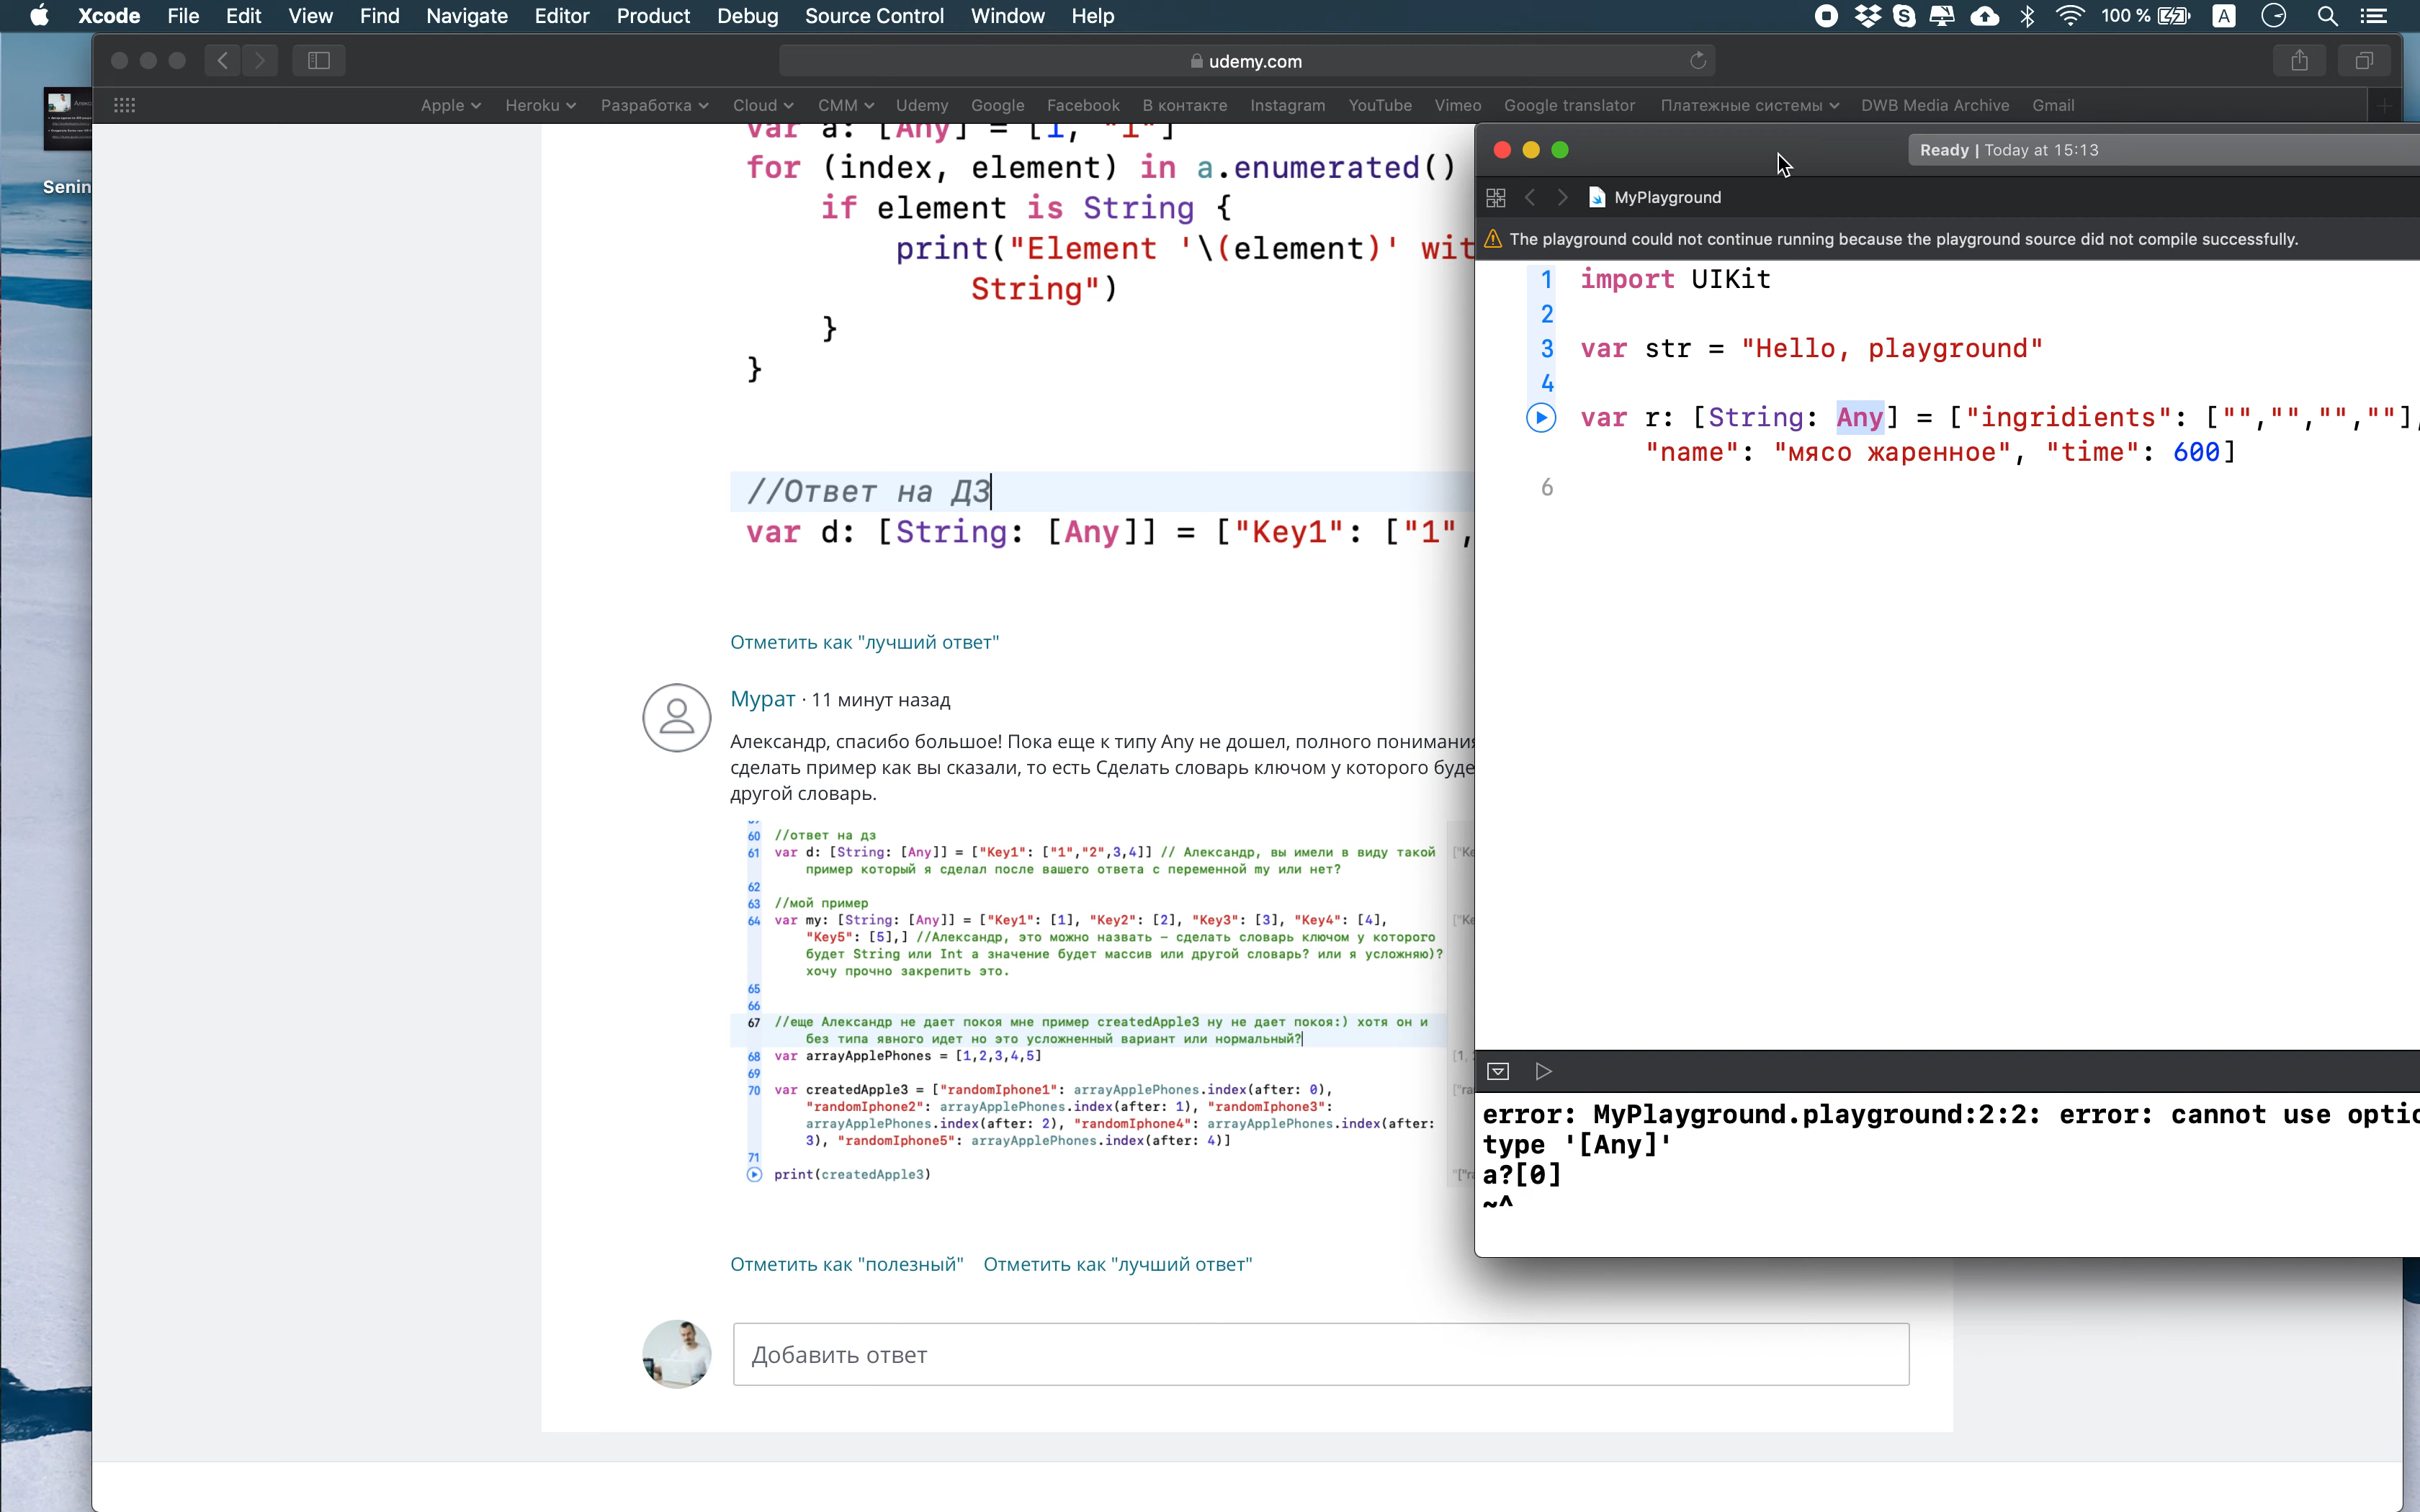 Xcode File Edit View Find Navigate Editor Product Debug Source Control Window Help
100 %
A
udemy.com
Apple Heroku Разработка Cloud СММ Udemy Google Facebook В контакте Instagram YouTube Vimeo Google translator Платежные системы DWB Media Archive Gmail
Senin
var a: [Any] = [1, "1"]
for (index, element) in a.enumerated()
if element is String {
print("Element '\(element)' wit
String")
}
}
//Ответ на ДЗ
var d: [String: [Any]] = ["Key1": ["1",
Отметить как "лучший ответ"
Мурат · 11 минут назад
Александр, спасибо большое! Пока еще к типу Any не дошел, полного понимания
сделать пример как вы сказали, то есть Сделать словарь ключом у которого буде
другой словарь.
60 //ответ на дз
61 var d: [String: [Any]] = ["Key1": ["1","2",3,4]] // Александр, вы имели в виду такой
пример который я сделал после вашего ответа с переменной my или нет?
62
63 //мой пример
64 var my: [String: [Any]] = ["Key1": [1], "Key2": [2], "Key3": [3], "Key4": [4],
"Key5": [5],] //Александр, это можно назвать – сделать словарь ключом у которого
будет String или Int а значение будет массив или другой словарь? или я усложняю)?
хочу прочно закрепить это.
65
66
67 //еще Александр не дает покоя мне пример createdApple3 ну не дает покоя:) хотя он и
без типа явного идет но это усложненный вариант или нормальный?
68 var arrayApplePhones = [1,2,3,4,5]
69
70 var createdApple3 = ["randomIphone1": arrayApplePhones.index(after: 0),
"randomIphone2": arrayApplePhones.index(after: 1), "randomIphone3":
arrayApplePhones.index(after: 2), "randomIphone4": arrayApplePhones.index(after:
3), "randomIphone5": arrayApplePhones.index(after: 4)]
71
print(createdApple3)
Отметить как "полезный" Отметить как "лучший ответ"
Добавить ответ
Ready | Today at 15:13
MyPlayground
The playground could not continue running because the playground source did not compile successfully.
1 import UIKit
2
3 var str = "Hello, playground"
4
var r: [String: Any] = ["ingridients": ["","","",""],
"name": "мясо жаренное", "time": 600]
6
error: MyPlayground.playground:2:2: error: cannot use optio
type '[Any]'
a?[0]
~^